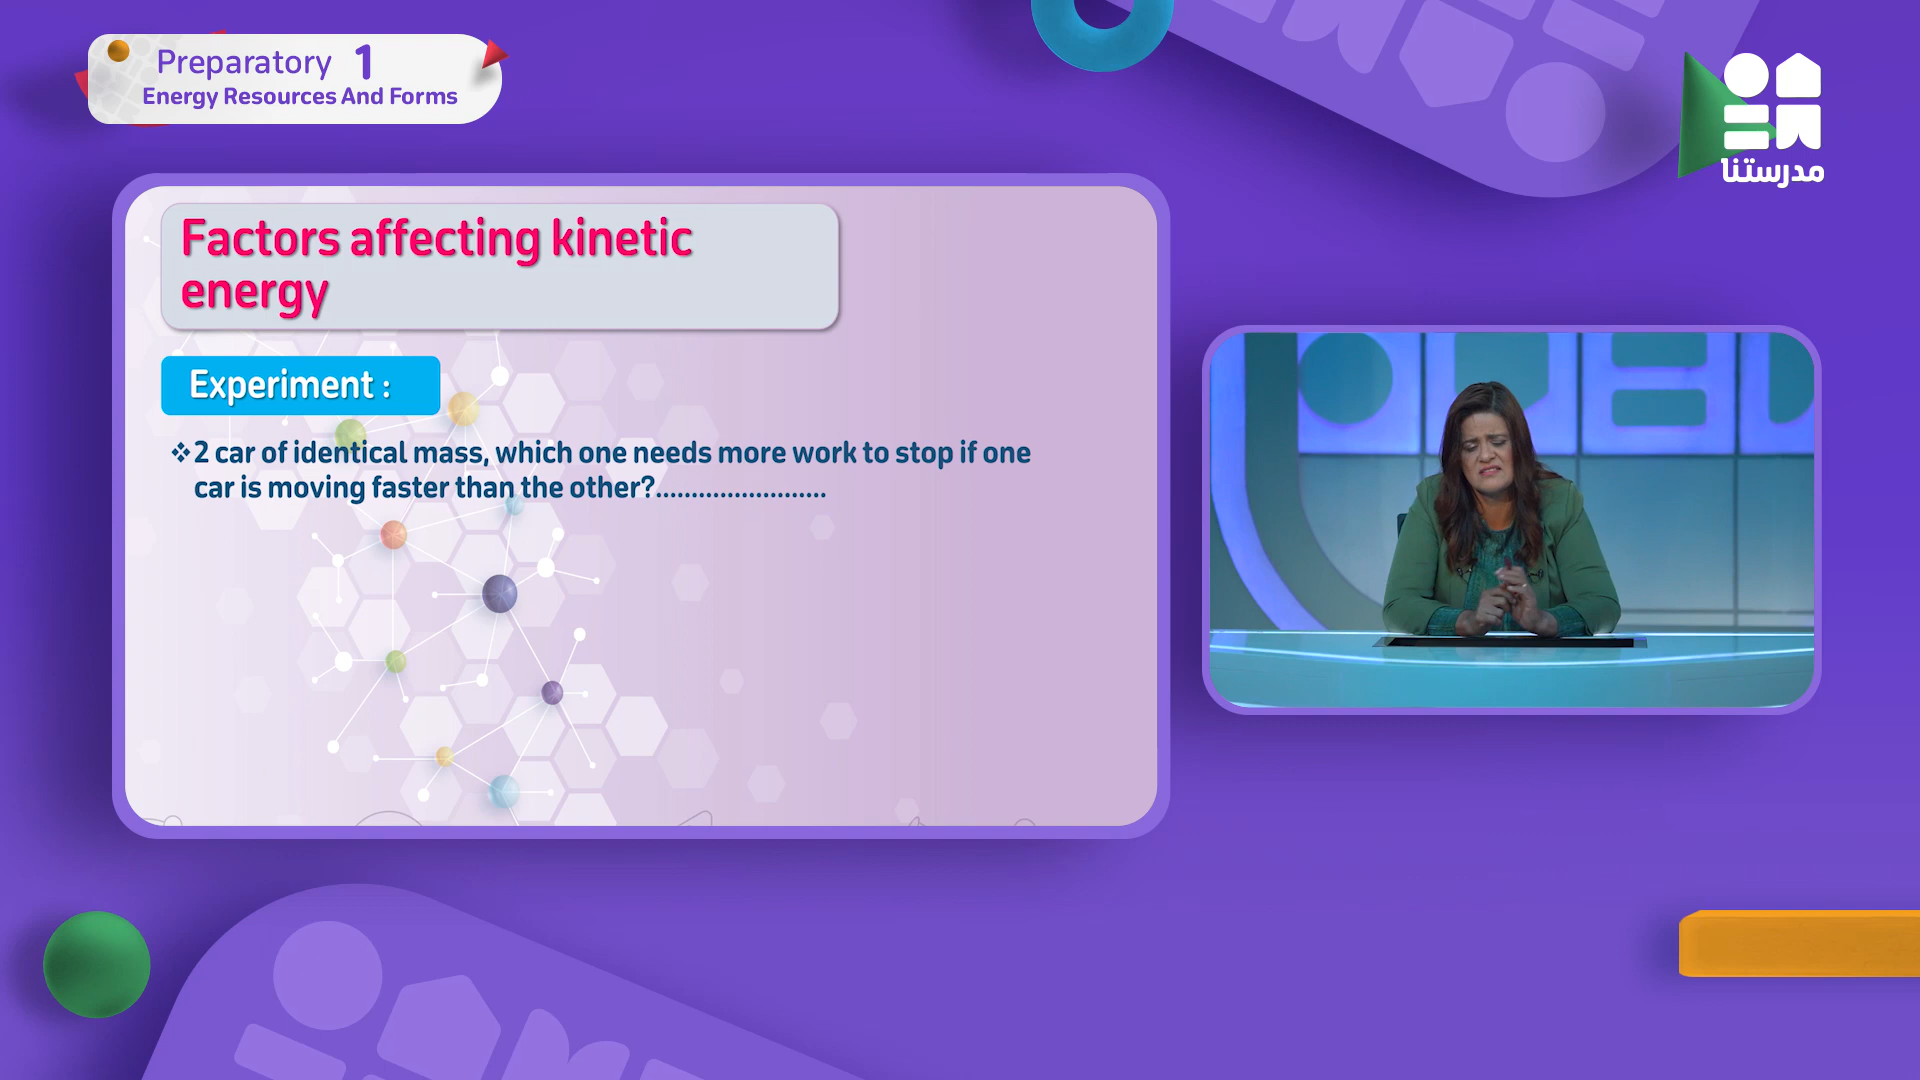 Preparatory 1
Energy Resources And Forms
مدرستنا
Factors affecting kinetic
energy
Experiment :
❖2 car of identical mass, which one needs more work to stop if one
car is moving faster than the other?........................